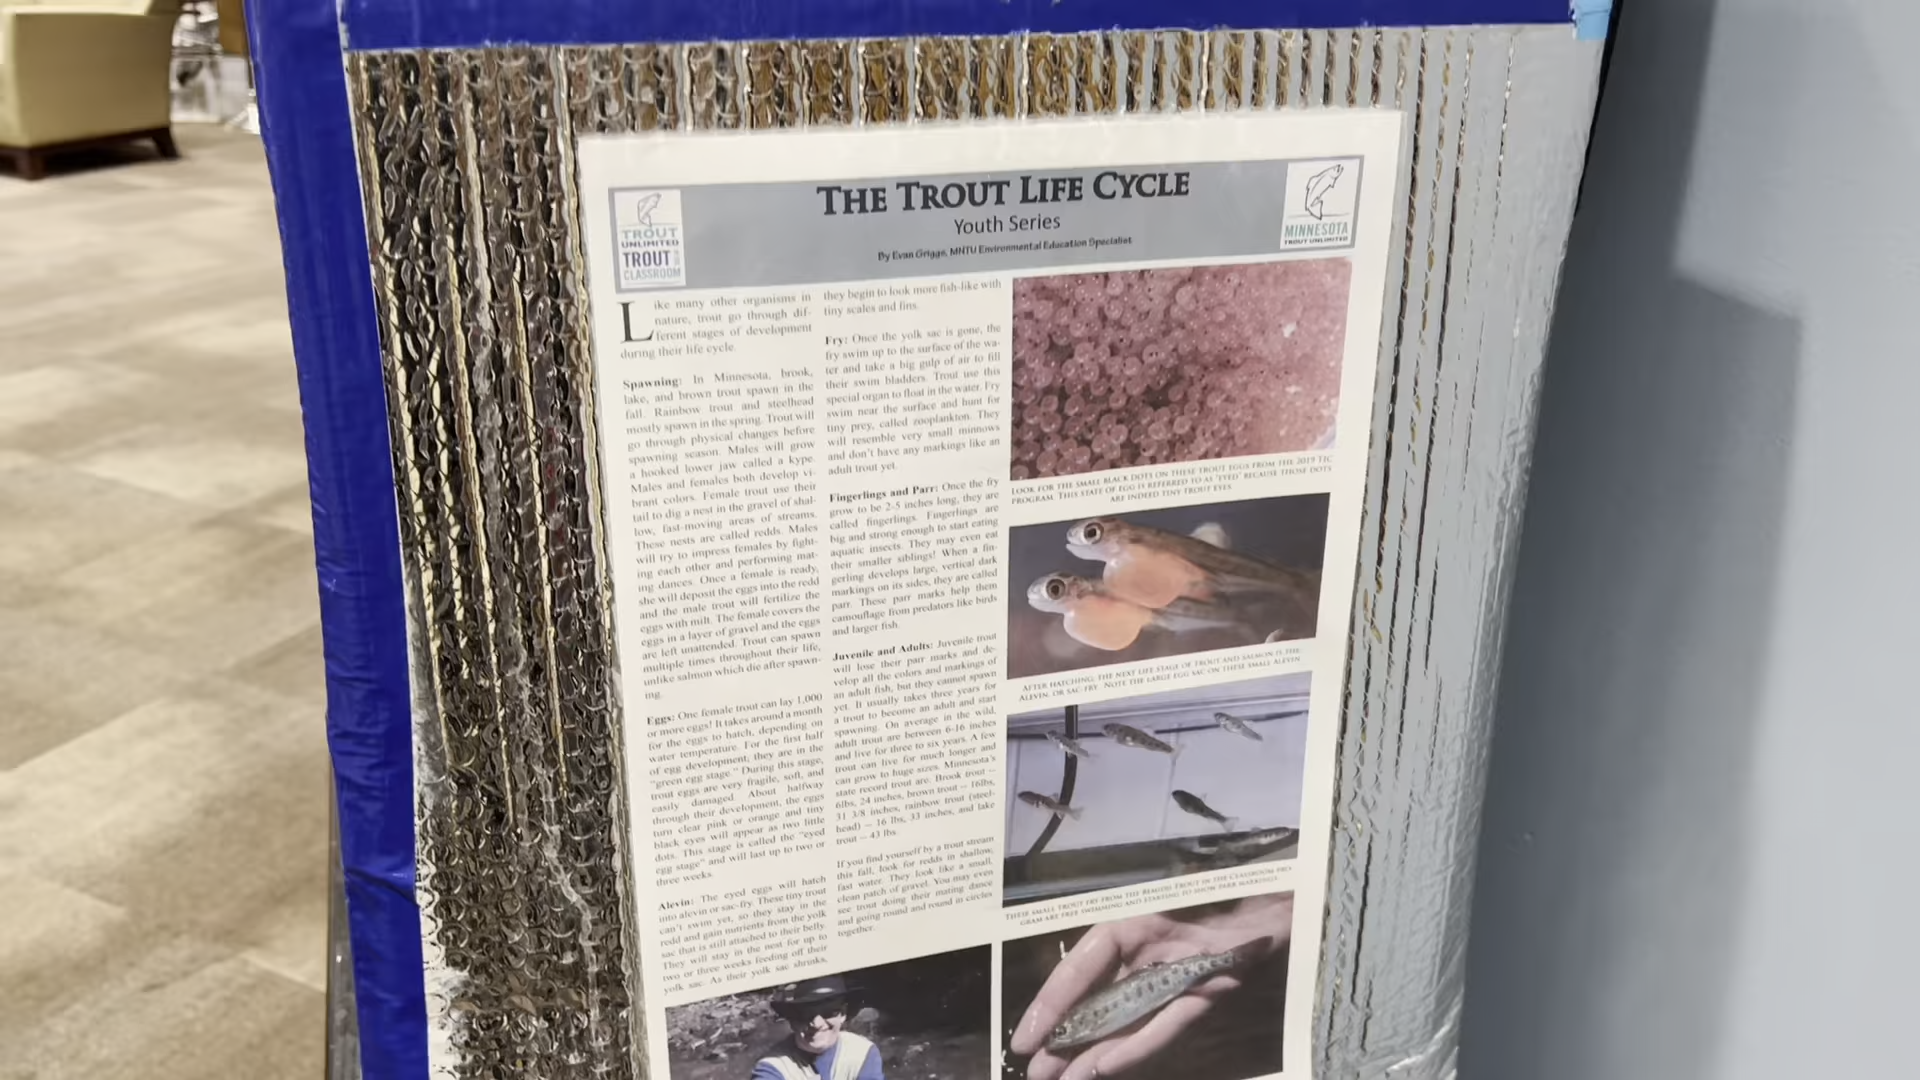 THE TROUT LIFE CYCLE
Youth Series
By Evan Griggs, MNTU Environmental Education Specialist
TROUT
UNLIMITED
TROUT IN THE
CLASSROOM
MINNESOTA
TROUT UNLIMITED
Like many other organisms in
nature, trout go through dif-
ferent stages of development
during their life cycle.
Spawning: In Minnesota, brook,
lake, and brown trout spawn in the
fall. Rainbow trout and steelhead
mostly spawn in the spring. Trout will
go through physical changes before
spawning season. Males will grow
a hooked lower jaw called a kype.
Males and females both develop vi-
brant colors. Female trout use their
tail to dig a nest in the gravel of shal-
low, fast-moving areas of streams.
These nests are called redds. Males
will try to impress females by fight-
ing each other and performing mat-
ing dances. Once a female is ready,
she will deposit the eggs into the redd
and the male trout will fertilize the
eggs with milt. The female covers the
eggs in a layer of gravel and the eggs
are left unattended. Trout can spawn
multiple times throughout their life,
unlike salmon which die after spawn-
ing.
Eggs: One female trout can lay 1,000
or more eggs! It takes around a month
for the eggs to hatch, depending on
water temperature. For the first half
of egg development, they are in the
"green egg stage." During this stage,
trout eggs are very fragile, soft, and
easily damaged. About halfway
through their development, the eggs
turn clear pink or orange and tiny
black eyes will appear as two little
dots. This stage is called the "eyed
egg stage" and will last up to two or
three weeks.
Alevin: The eyed eggs will hatch
into alevin or sac-fry. These tiny trout
can't swim yet, so they stay in the
redd and gain nutrients from the yolk
sac that is still attached to their belly.
They will stay in the nest for up to
two or three weeks feeding off their
yolk sac. As their yolk sac shrinks,
they begin to look more fish-like with
tiny scales and fins.
Fry: Once the yolk sac is gone, the
fry swim up to the surface of the wa-
ter and take a big gulp of air to fill
their swim bladders. Trout use this
special organ to float in the water. Fry
swim near the surface and hunt for
tiny prey, called zooplankton. They
will resemble very small minnows
and don't have any markings like an
adult trout yet.
Fingerlings and Parr: Once the fry
grow to be 2-5 inches long, they are
called fingerlings. Fingerlings are
big and strong enough to start eating
aquatic insects. They may even eat
their smaller siblings! When a fin-
gerling develops large, vertical dark
markings on its sides, they are called
parr. These parr marks help them
camouflage from predators like birds
and larger fish.
Juvenile and Adults: Juvenile trout
will lose their parr marks and de-
velop all the colors and markings of
an adult fish, but they cannot spawn
yet. It usually takes three years for
a trout to become an adult and start
spawning. On average in the wild,
adult trout are between 6-16 inches
and live for three to six years. A few
trout can live for much longer and
can grow to huge sizes. Minnesota's
state record trout are: Brook trout –
6lbs, 24 inches, brown trout – 16lbs,
31 3/8 inches, rainbow trout (steel-
head) – 16 lbs, 33 inches, and lake
trout – 43 lbs.
If you find yourself by a trout stream
this fall, look for redds in shallow,
fast water. They look like a small,
clean patch of gravel. You may even
see trout doing their mating dance
and going round and round in circles
together.
LOOK FOR THE SMALL BLACK DOTS ON THESE TROUT EGGS FROM THE 2019 TIC
PROGRAM. THIS STATE OF EGG IS REFERRED TO AS "EYED" BECAUSE THOSE DOTS
ARE INDEED TINY TROUT EYES.
AFTER HATCHING, THE NEXT LIFE STAGE OF TROUT AND SALMON IS THE
ALEVIN, OR SAC-FRY. NOTE THE LARGE EGG SAC ON THESE SMALL ALEVIN
THESE SMALL TROUT FRY FROM THE BEMIDJI TROUT IN THE CLASSROOM PRO-
GRAM ARE FREE SWIMMING AND STARTING TO SHOW PARR MARKINGS.